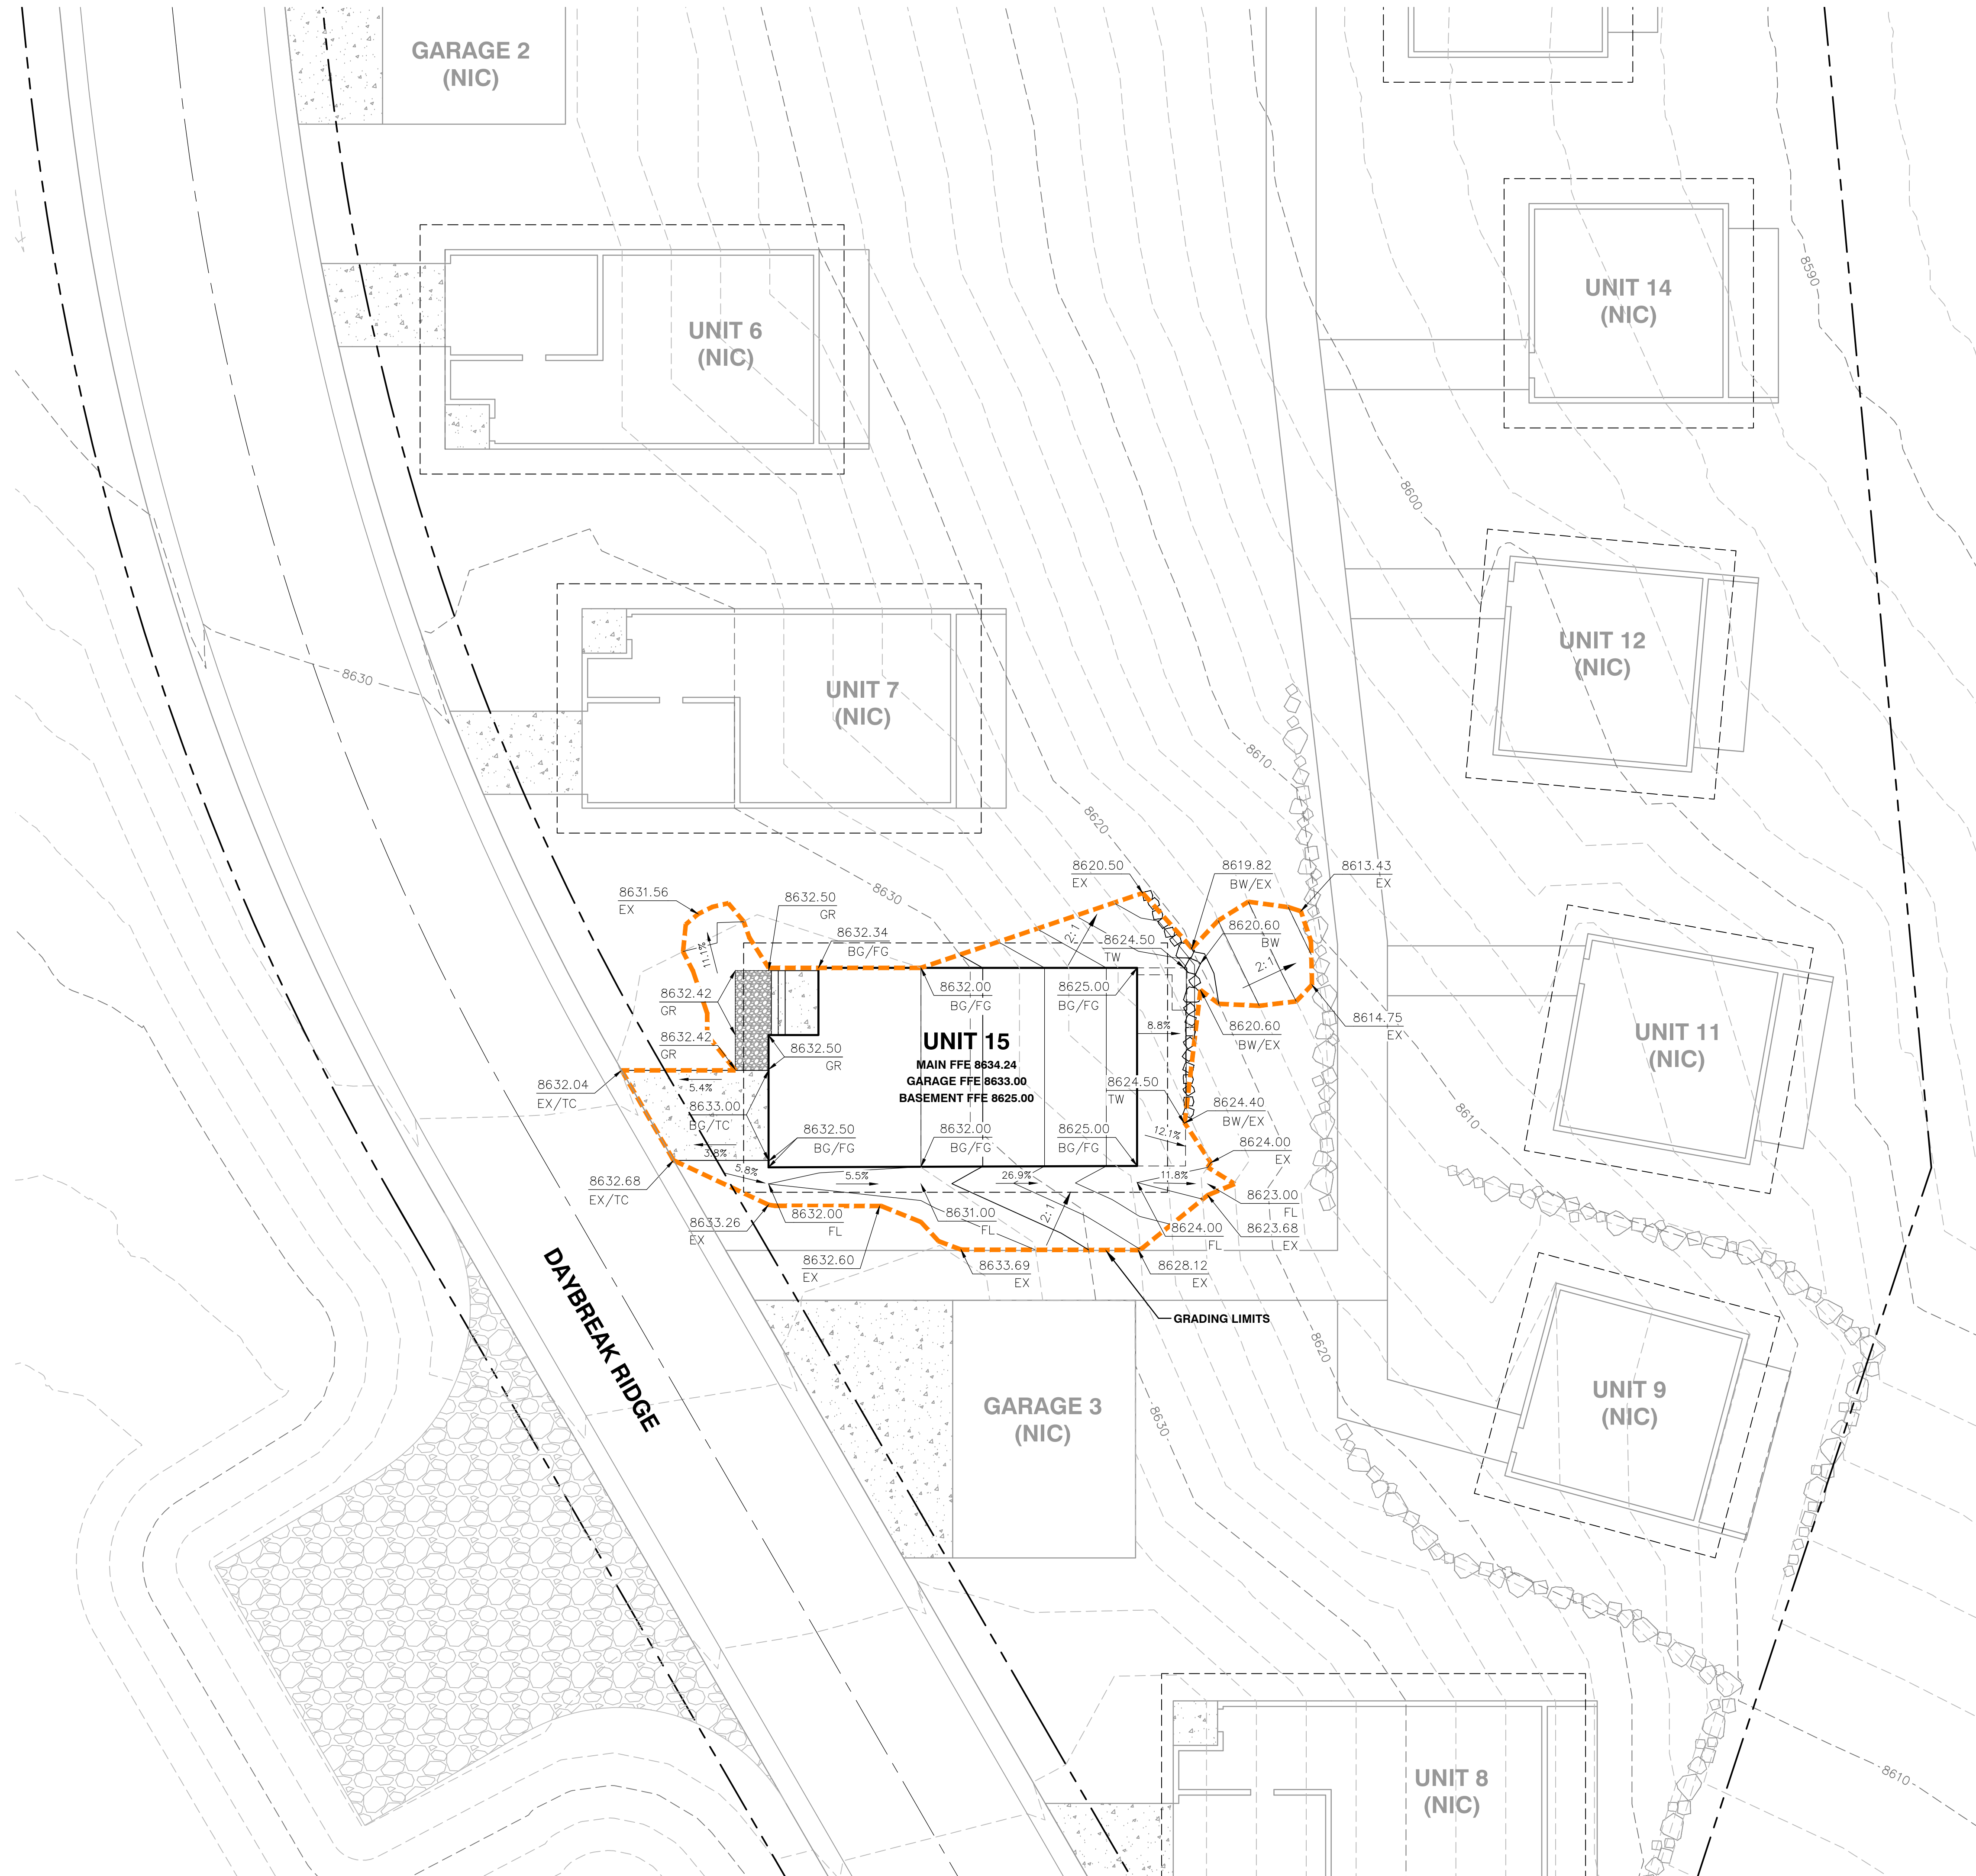 GARAGE 2
(NIC)
UNIT 14
(NIC)
8590
UNIT 6
(NIC)
8600
UNIT 12
(NIC)
8630
UNIT 7
(NIC)
8610
8620
8630
8620.50
EX
8619.82
BW/EX
8613.43
EX
8631.56
EX
8632.50
GR
8632.34
BG/FG
8620.60
BW
8624.50
TW
2:1
2:1
11.1%
8632.42
GR
8632.00
BG/FG
8625.00
BG/FG
8614.75
EX
8.8%
8620.60
BW/EX
UNIT 11
(NIC)
8632.42
GR
8632.50
GR
UNIT 15
MAIN FFE 8634.24
GARAGE FFE 8633.00
BASEMENT FFE 8625.00
8632.04
EX/TC
5.4%
8624.50
TW
8633.00
BG/TC
8624.40
BW/EX
8610
8632.50
BG/FG
8632.00
BG/FG
8625.00
BG/FG
12.1%
8624.00
EX
3.8%
5.8%
5.5%
26.9%
11.8%
8632.68
EX/TC
8623.00
FL
8633.26
EX
8632.00
FL
8631.00
FL
2:1
8624.00
FL
8623.68
EX
8632.60
EX
8633.69
EX
8628.12
EX
GRADING LIMITS
DAYBREAK RIDGE
8620
GARAGE 3
(NIC)
8630
UNIT 9
(NIC)
UNIT 8
(NIC)
8610